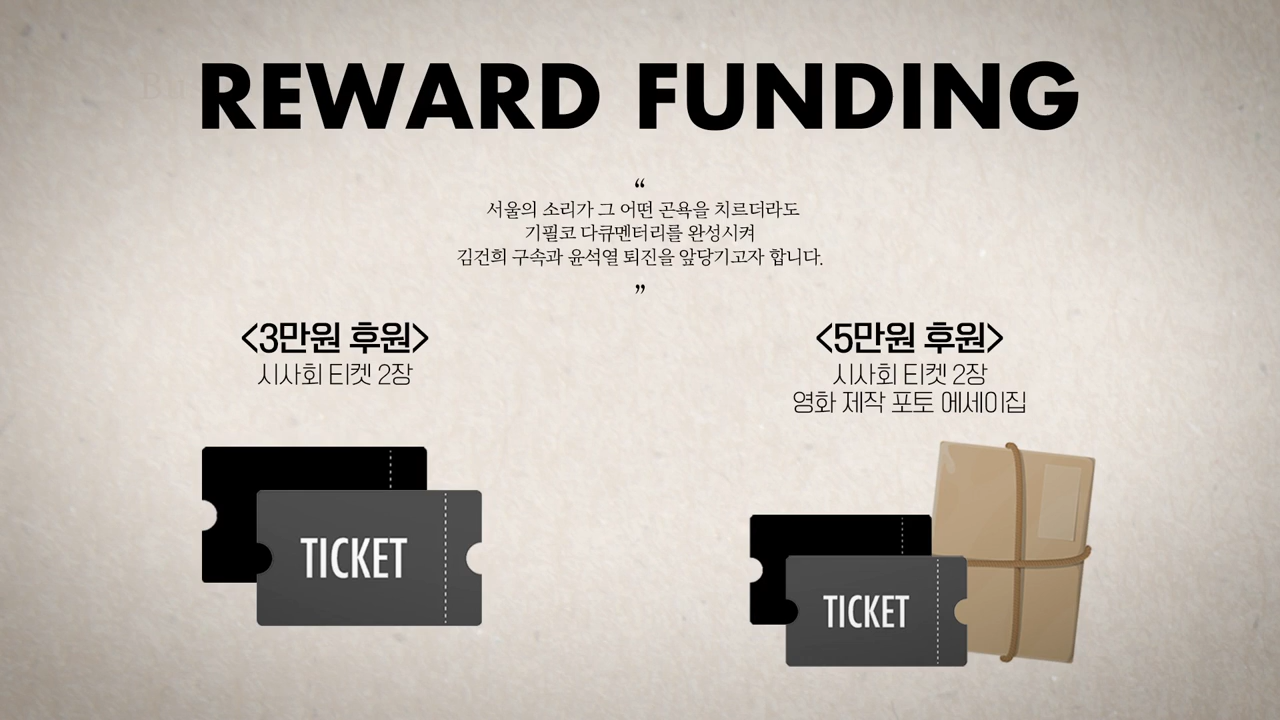 REWARD FUNDING
“
서울의 소리가 그 어떤 곤욕을 치르더라도
기필코 다큐멘터리를 완성시켜
김건희 구속과 윤석열 퇴진을 앞당기고자 합니다.
”
<3만원 후원>
시사회 티켓 2장
<5만원 후원>
시사회 티켓 2장
영화 제작 포토 에세이집
TICKET
TICKET